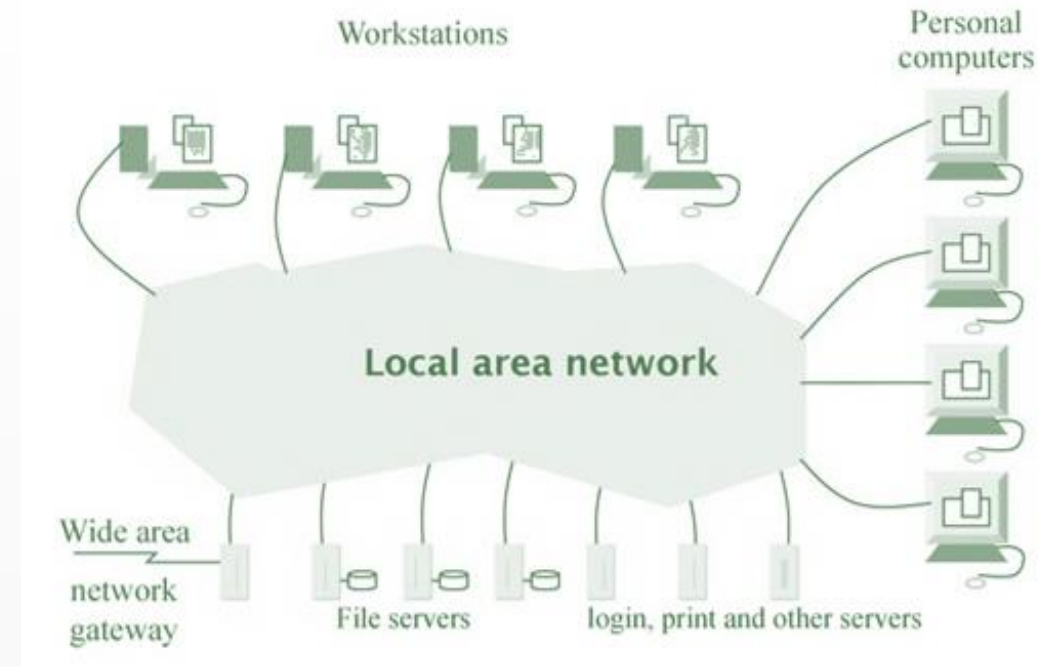 Workstations
Personal
computers
Local area network
Wide area
network
gateway
File servers
login, print and other servers